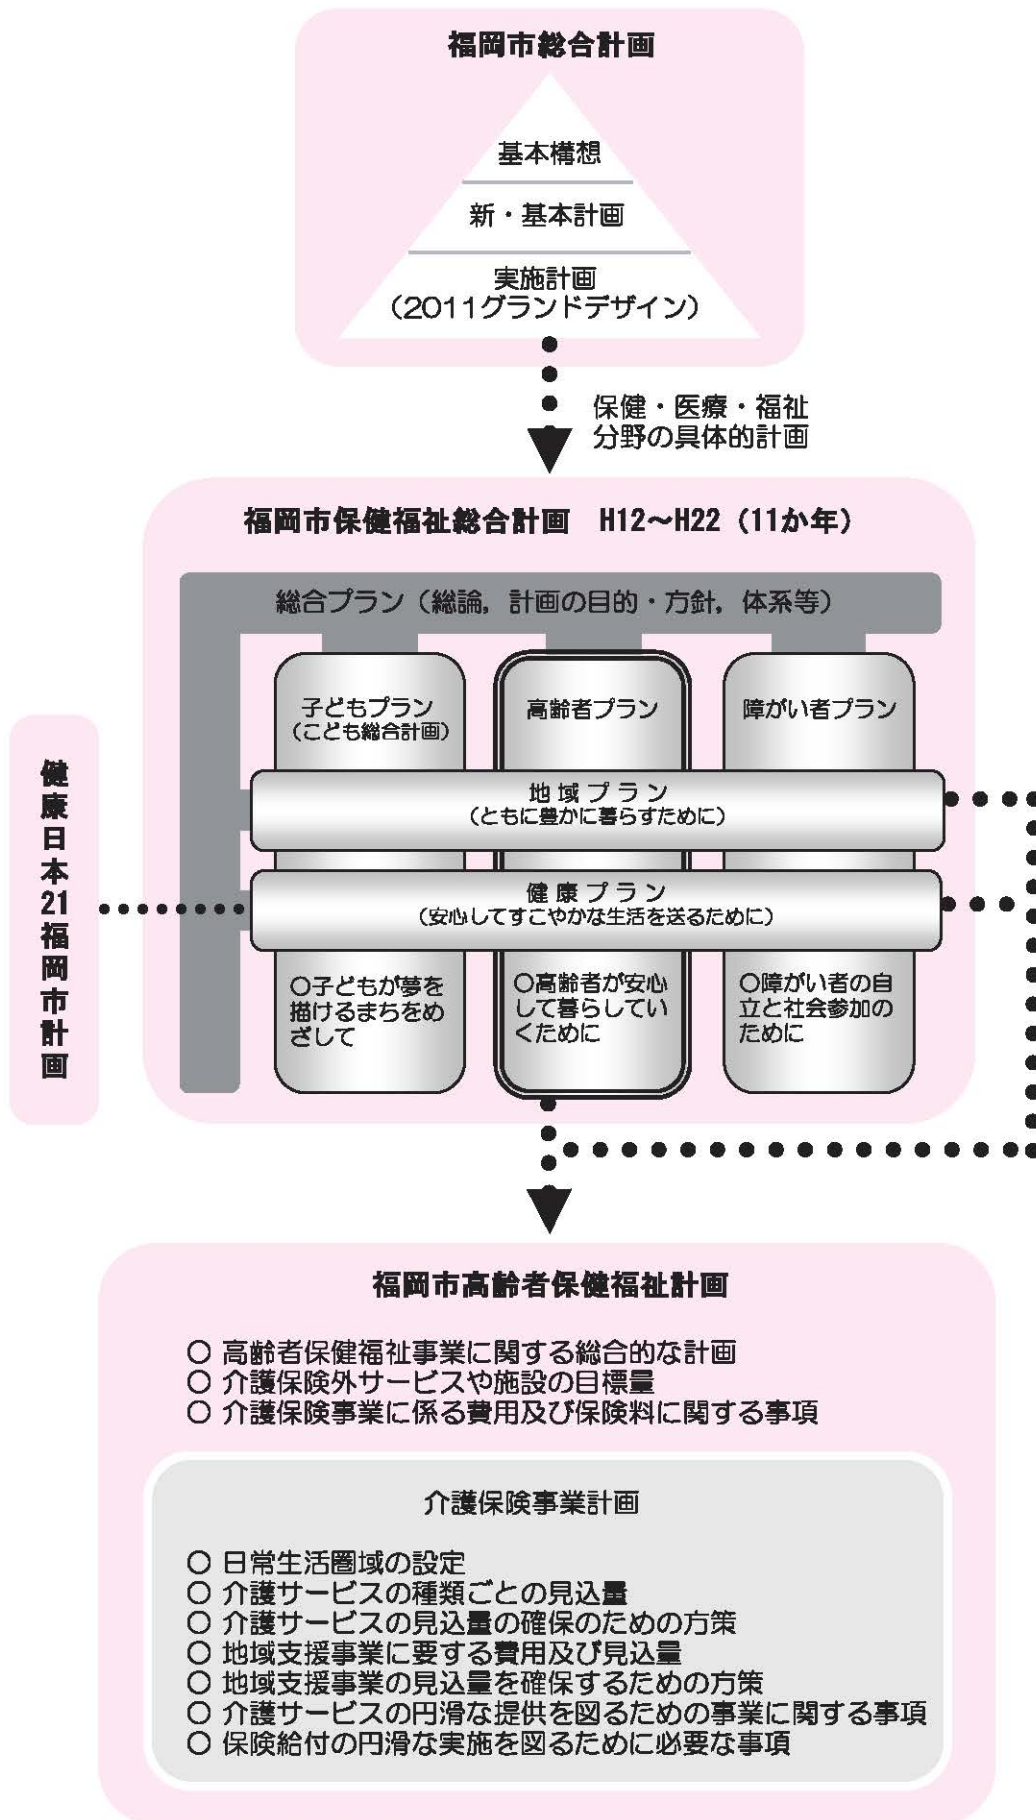 福岡市総合計画
基本構想
新・基本計画
実施計画
（2011グランドデザイン）
保健・医療・福祉
分野の具体的計画
福岡市保健福祉総合計画　H12～H22（11か年）
総合プラン（総論，計画の目的・方針，体系等）
子どもプラン
（こども総合計画）
高齢者プラン
障がい者プラン
地域プラン
（ともに豊かに暮らすために）
健康プラン
（安心してすこやかな生活を送るために）
○子どもが夢を
描けるまちをめ
ざして
○高齢者が安心
して暮らしてい
くために
○障がい者の自
立と社会参加の
ために
健康日本21福岡市計画
福岡市高齢者保健福祉計画
○ 高齢者保健福祉事業に関する総合的な計画
○ 介護保険外サービスや施設の目標量
○ 介護保険事業に係る費用及び保険料に関する事項
介護保険事業計画
○ 日常生活圏域の設定
○ 介護サービスの種類ごとの見込量
○ 介護サービスの見込量の確保のための方策
○ 地域支援事業に要する費用及び見込量
○ 地域支援事業の見込量を確保するための方策
○ 介護サービスの円滑な提供を図るための事業に関する事項
○ 保険給付の円滑な実施を図るために必要な事項